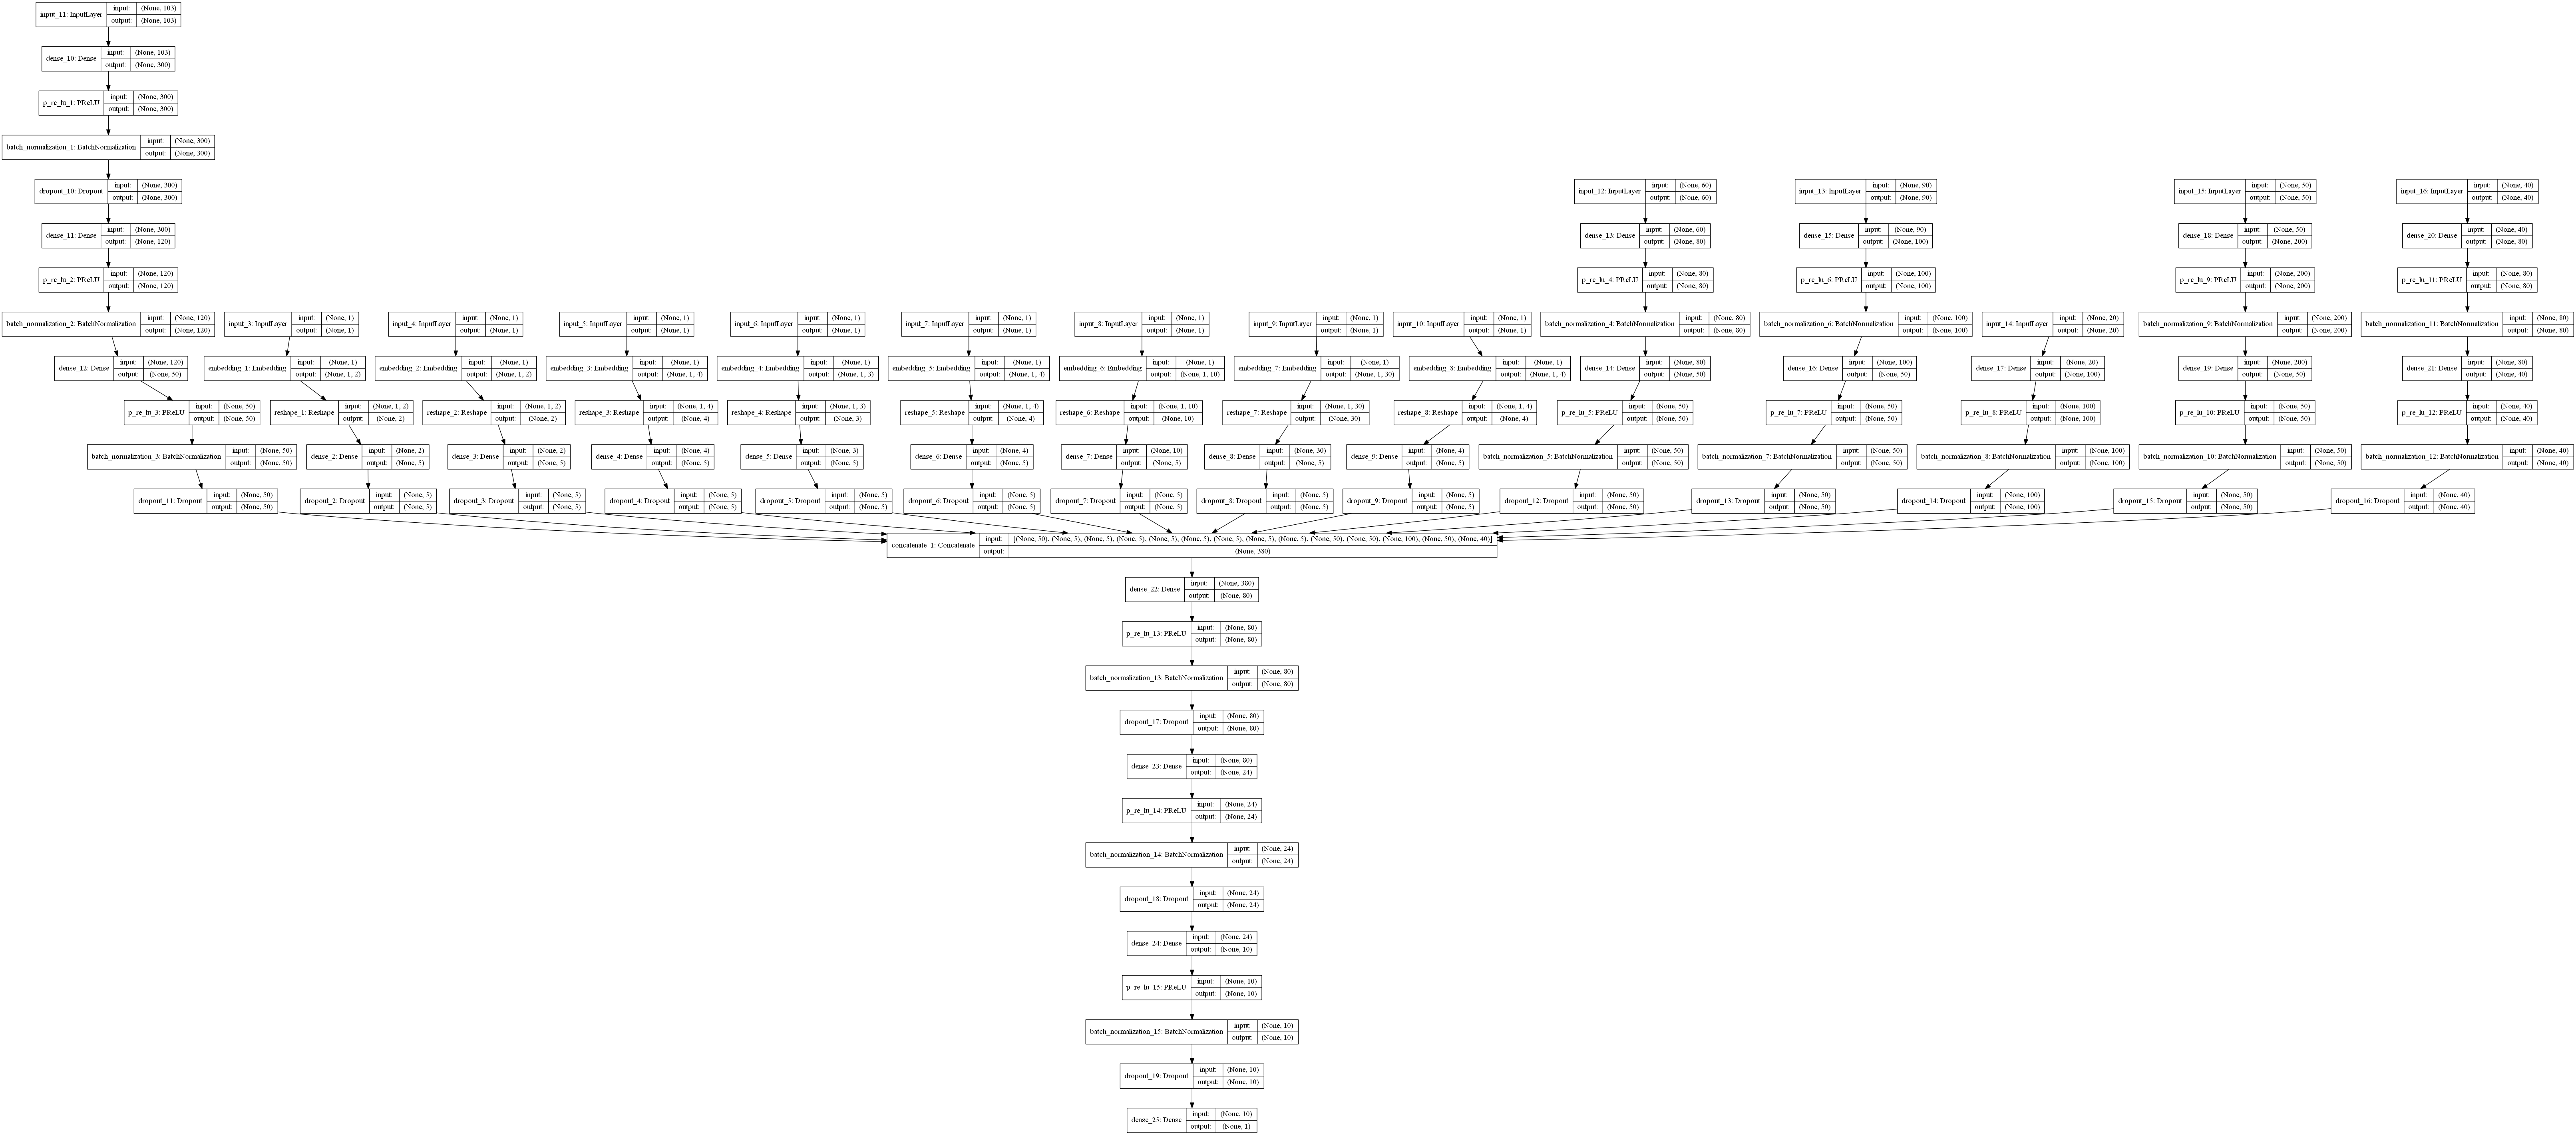 input_11: InputLayer input: (None, 103)
output: (None, 103)
dense_10: Dense input: (None, 103)
output: (None, 300)
p_re_lu_1: PReLU input: (None, 300)
output: (None, 300)
batch_normalization_1: BatchNormalization input: (None, 300)
output: (None, 300)
dropout_10: Dropout input: (None, 300)
output: (None, 300)
dense_11: Dense input: (None, 300)
output: (None, 120)
p_re_lu_2: PReLU input: (None, 120)
output: (None, 120)
batch_normalization_2: BatchNormalization input: (None, 120)
output: (None, 120)
dense_12: Dense input: (None, 120)
output: (None, 50)
p_re_lu_3: PReLU input: (None, 50)
output: (None, 50)
batch_normalization_3: BatchNormalization input: (None, 50)
output: (None, 50)
dropout_11: Dropout input: (None, 50)
output: (None, 50)
input_3: InputLayer input: (None, 1)
output: (None, 1)
embedding_1: Embedding input: (None, 1)
output: (None, 1, 2)
reshape_1: Reshape input: (None, 1, 2)
output: (None, 2)
dense_2: Dense input: (None, 2)
output: (None, 5)
dropout_2: Dropout input: (None, 5)
output: (None, 5)
input_4: InputLayer input: (None, 1)
output: (None, 1)
embedding_2: Embedding input: (None, 1)
output: (None, 1, 2)
reshape_2: Reshape input: (None, 1, 2)
output: (None, 2)
dense_3: Dense input: (None, 2)
output: (None, 5)
dropout_3: Dropout input: (None, 5)
output: (None, 5)
input_5: InputLayer input: (None, 1)
output: (None, 1)
embedding_3: Embedding input: (None, 1)
output: (None, 1, 4)
reshape_3: Reshape input: (None, 1, 4)
output: (None, 4)
dense_4: Dense input: (None, 4)
output: (None, 5)
dropout_4: Dropout input: (None, 5)
output: (None, 5)
input_6: InputLayer input: (None, 1)
output: (None, 1)
embedding_4: Embedding input: (None, 1)
output: (None, 1, 3)
reshape_4: Reshape input: (None, 1, 3)
output: (None, 3)
dense_5: Dense input: (None, 3)
output: (None, 5)
dropout_5: Dropout input: (None, 5)
output: (None, 5)
input_7: InputLayer input: (None, 1)
output: (None, 1)
embedding_5: Embedding input: (None, 1)
output: (None, 1, 4)
reshape_5: Reshape input: (None, 1, 4)
output: (None, 4)
dense_6: Dense input: (None, 4)
output: (None, 5)
dropout_6: Dropout input: (None, 5)
output: (None, 5)
input_8: InputLayer input: (None, 1)
output: (None, 1)
embedding_6: Embedding input: (None, 1)
output: (None, 1, 10)
reshape_6: Reshape input: (None, 1, 10)
output: (None, 10)
dense_7: Dense input: (None, 10)
output: (None, 5)
dropout_7: Dropout input: (None, 5)
output: (None, 5)
input_9: InputLayer input: (None, 1)
output: (None, 1)
embedding_7: Embedding input: (None, 1)
output: (None, 1, 30)
reshape_7: Reshape input: (None, 1, 30)
output: (None, 30)
dense_8: Dense input: (None, 30)
output: (None, 5)
dropout_8: Dropout input: (None, 5)
output: (None, 5)
input_10: InputLayer input: (None, 1)
output: (None, 1)
embedding_8: Embedding input: (None, 1)
output: (None, 1, 4)
reshape_8: Reshape input: (None, 1, 4)
output: (None, 4)
dense_9: Dense input: (None, 4)
output: (None, 5)
dropout_9: Dropout input: (None, 5)
output: (None, 5)
input_12: InputLayer input: (None, 60)
output: (None, 60)
dense_13: Dense input: (None, 60)
output: (None, 80)
p_re_lu_4: PReLU input: (None, 80)
output: (None, 80)
batch_normalization_4: BatchNormalization input: (None, 80)
output: (None, 80)
dense_14: Dense input: (None, 80)
output: (None, 50)
p_re_lu_5: PReLU input: (None, 50)
output: (None, 50)
batch_normalization_5: BatchNormalization input: (None, 50)
output: (None, 50)
dropout_12: Dropout input: (None, 50)
output: (None, 50)
input_13: InputLayer input: (None, 90)
output: (None, 90)
dense_15: Dense input: (None, 90)
output: (None, 100)
p_re_lu_6: PReLU input: (None, 100)
output: (None, 100)
batch_normalization_6: BatchNormalization input: (None, 100)
output: (None, 100)
dense_16: Dense input: (None, 100)
output: (None, 50)
p_re_lu_7: PReLU input: (None, 50)
output: (None, 50)
batch_normalization_7: BatchNormalization input: (None, 50)
output: (None, 50)
dropout_13: Dropout input: (None, 50)
output: (None, 50)
input_14: InputLayer input: (None, 20)
output: (None, 20)
dense_17: Dense input: (None, 20)
output: (None, 100)
p_re_lu_8: PReLU input: (None, 100)
output: (None, 100)
batch_normalization_8: BatchNormalization input: (None, 100)
output: (None, 100)
dropout_14: Dropout input: (None, 100)
output: (None, 100)
input_15: InputLayer input: (None, 50)
output: (None, 50)
dense_18: Dense input: (None, 50)
output: (None, 200)
p_re_lu_9: PReLU input: (None, 200)
output: (None, 200)
batch_normalization_9: BatchNormalization input: (None, 200)
output: (None, 200)
dense_19: Dense input: (None, 200)
output: (None, 50)
p_re_lu_10: PReLU input: (None, 50)
output: (None, 50)
batch_normalization_10: BatchNormalization input: (None, 50)
output: (None, 50)
dropout_15: Dropout input: (None, 50)
output: (None, 50)
input_16: InputLayer input: (None, 40)
output: (None, 40)
dense_20: Dense input: (None, 40)
output: (None, 80)
p_re_lu_11: PReLU input: (None, 80)
output: (None, 80)
batch_normalization_11: BatchNormalization input: (None, 80)
output: (None, 80)
dense_21: Dense input: (None, 80)
output: (None, 40)
p_re_lu_12: PReLU input: (None, 40)
output: (None, 40)
batch_normalization_12: BatchNormalization input: (None, 40)
output: (None, 40)
dropout_16: Dropout input: (None, 40)
output: (None, 40)
concatenate_1: Concatenate input: [(None, 50), (None, 5), (None, 5), (None, 5), (None, 5), (None, 5), (None, 5), (None, 5), (None, 5), (None, 50), (None, 50), (None, 100), (None, 50), (None, 40)]
output: (None, 380)
dense_22: Dense input: (None, 380)
output: (None, 80)
p_re_lu_13: PReLU input: (None, 80)
output: (None, 80)
batch_normalization_13: BatchNormalization input: (None, 80)
output: (None, 80)
dropout_17: Dropout input: (None, 80)
output: (None, 80)
dense_23: Dense input: (None, 80)
output: (None, 24)
p_re_lu_14: PReLU input: (None, 24)
output: (None, 24)
batch_normalization_14: BatchNormalization input: (None, 24)
output: (None, 24)
dropout_18: Dropout input: (None, 24)
output: (None, 24)
dense_24: Dense input: (None, 24)
output: (None, 10)
p_re_lu_15: PReLU input: (None, 10)
output: (None, 10)
batch_normalization_15: BatchNormalization input: (None, 10)
output: (None, 10)
dropout_19: Dropout input: (None, 10)
output: (None, 10)
dense_25: Dense input: (None, 10)
output: (None, 1)